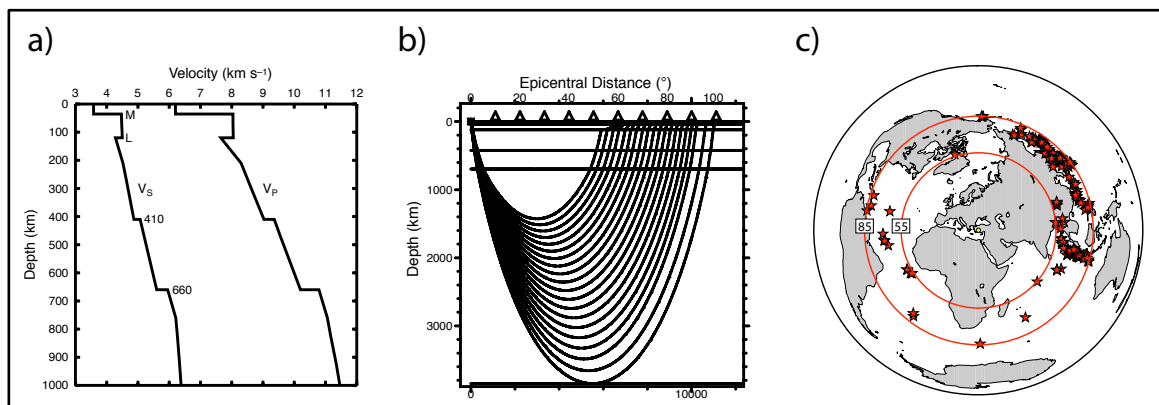 a)
Velocity (km s⁻¹)
3 4 5 6 7 8 9 10 11 12
0
100
200
300
400
500
600
700
800
900
1000
Depth (km)
M
L
V_S
V_P
410
660
b)
Epicentral Distance (°)
0 20 40 60 80 100
0
1000
2000
3000
Depth (km)
0 10000
c)
85 55